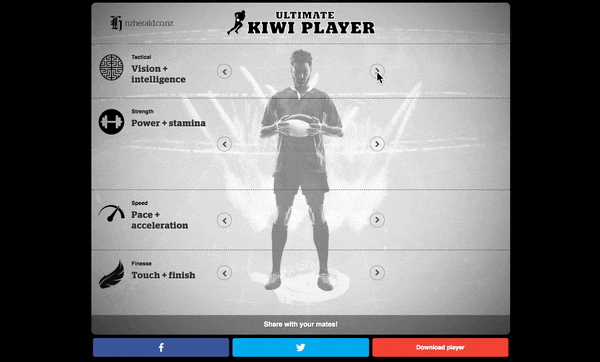 nzherald.co.nz
ULTIMATE
KIWI PLAYER
Tactical
Vision +
intelligence
Strength
Power + stamina
Speed
Pace +
acceleration
Finesse
Touch + finish
Share with your mates!
Download player